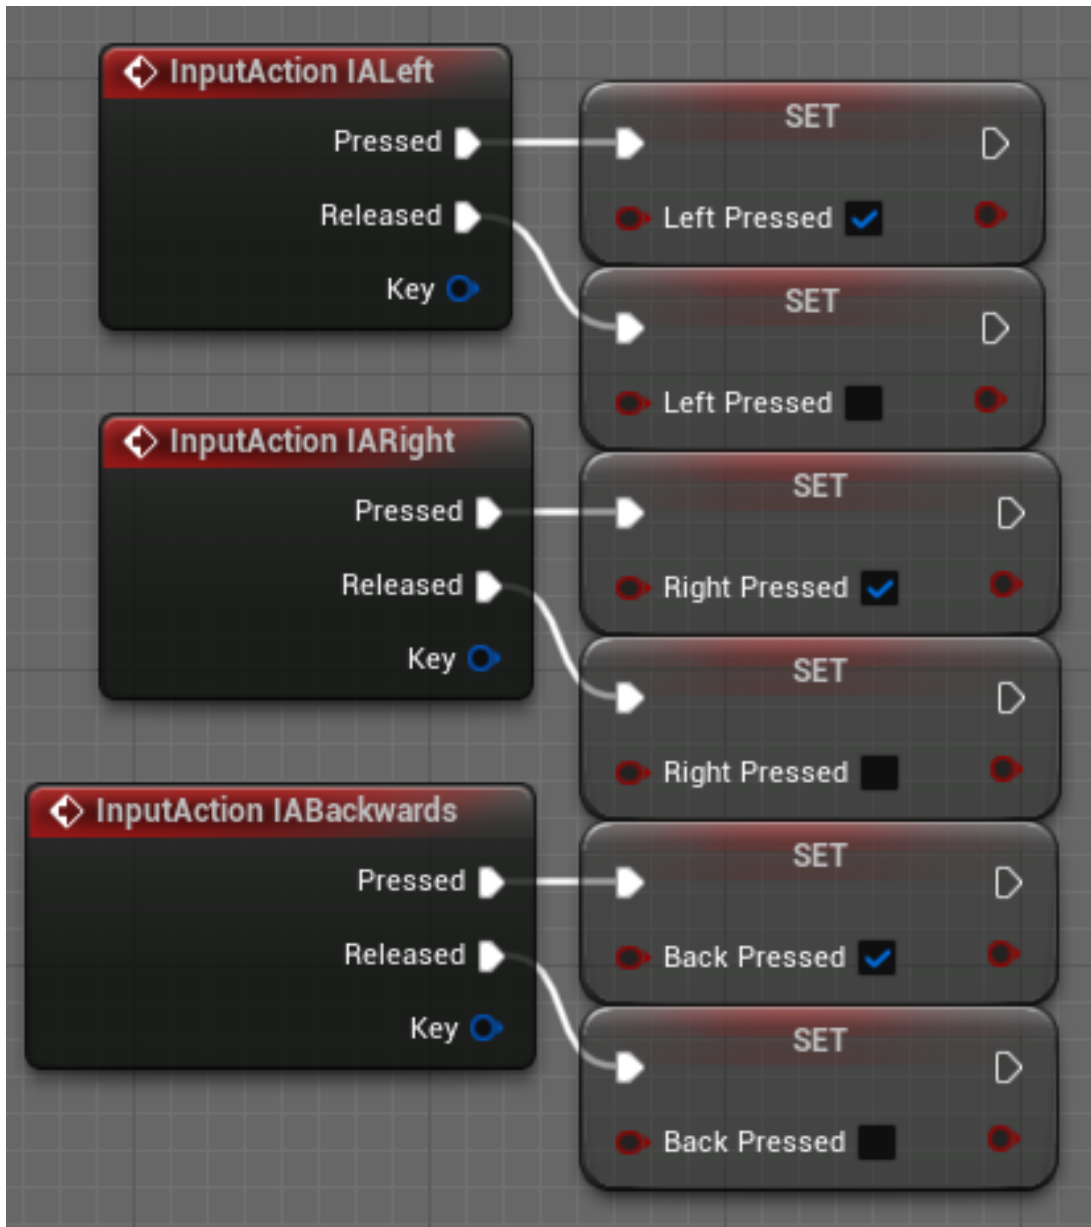 InputAction IALeft
Pressed
Released
Key
SET
Left Pressed
SET
Left Pressed
InputAction IARight
Pressed
Released
Key
SET
Right Pressed
SET
Right Pressed
InputAction IABackwards
Pressed
Released
Key
SET
Back Pressed
SET
Back Pressed